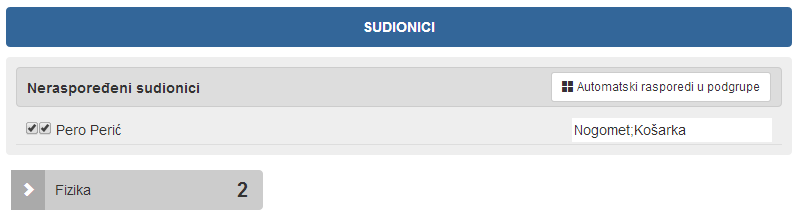 SUDIONICI
Neraspoređeni sudionici Automatski rasporedi u podgrupe
Pero Perić Nogomet;Košarka
Fizika 2